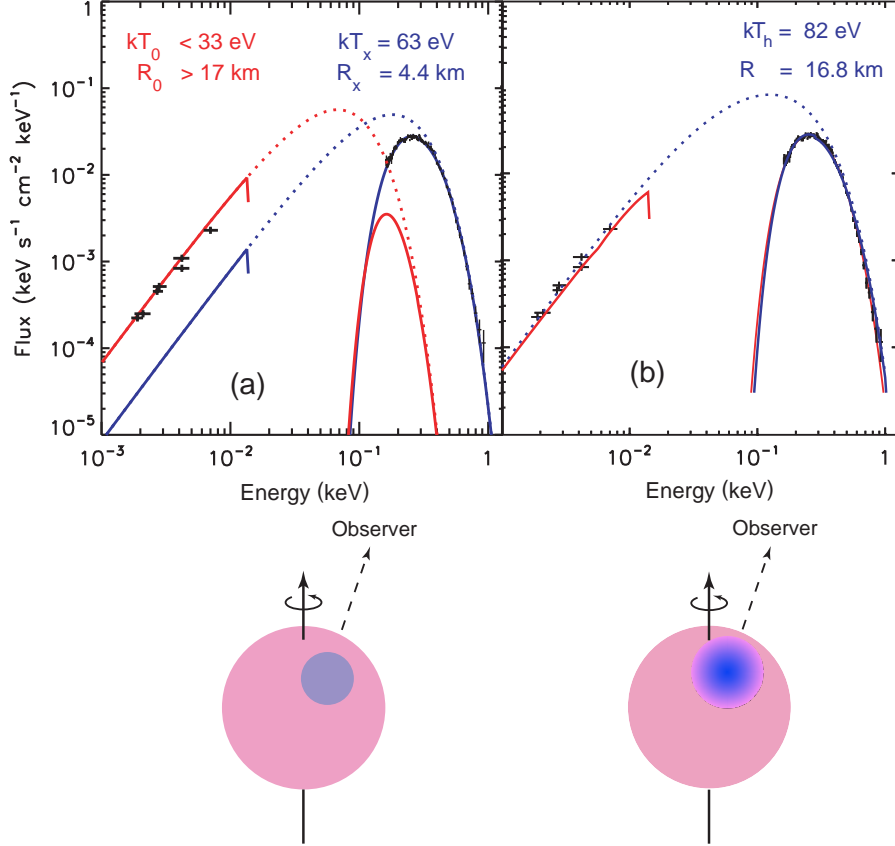 kT₀ < 33 eV
R₀ > 17 km
kTₓ = 63 eV
Rₓ = 4.4 km
kTₕ = 82 eV
R = 16.8 km
Flux (keV s⁻¹ cm⁻² keV⁻¹)
1
10⁻¹
10⁻²
10⁻³
10⁻⁴
10⁻⁵
(a)
(b)
10⁻³ 10⁻² 10⁻¹ 1
10⁻² 10⁻¹ 1
Energy (keV)
Energy (keV)
Observer
Observer